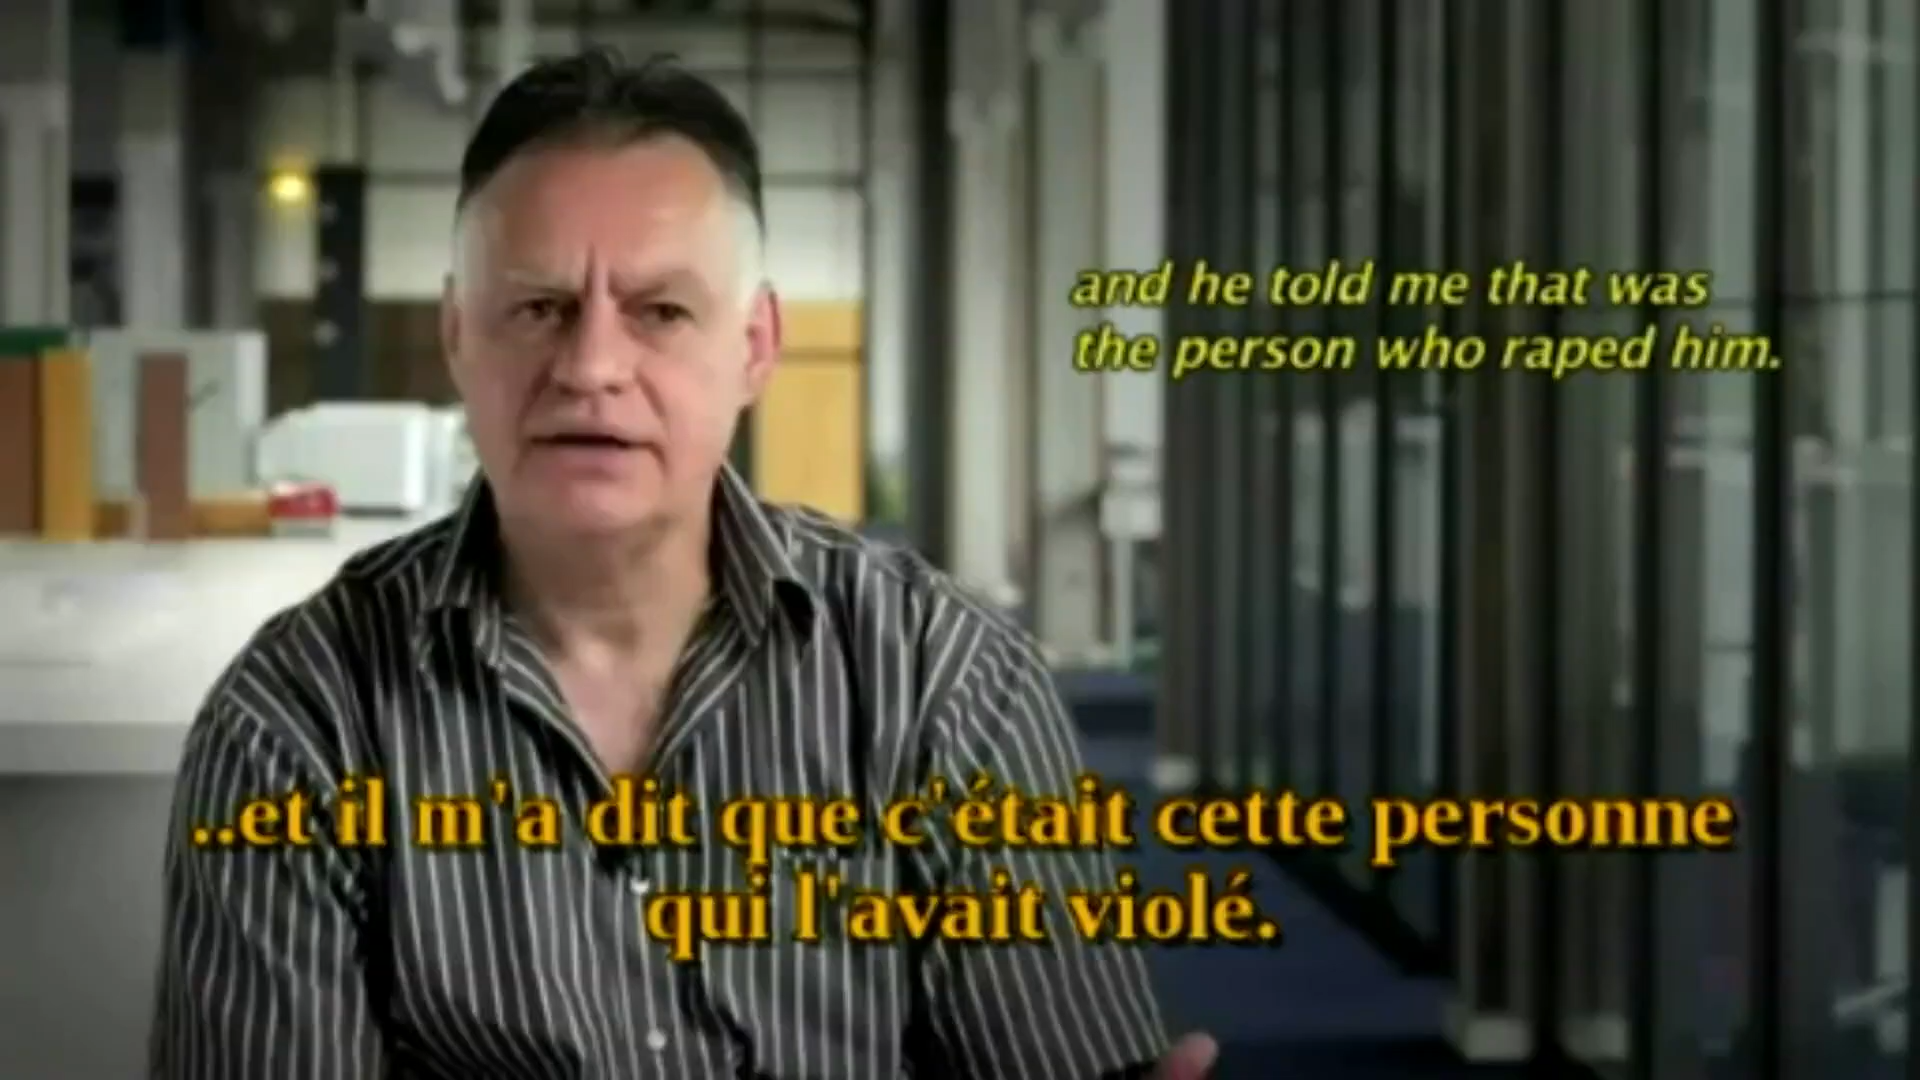 and he told me that was
the person who raped him.
..et il m'a dit que c'était cette personne
qui l'avait violé.